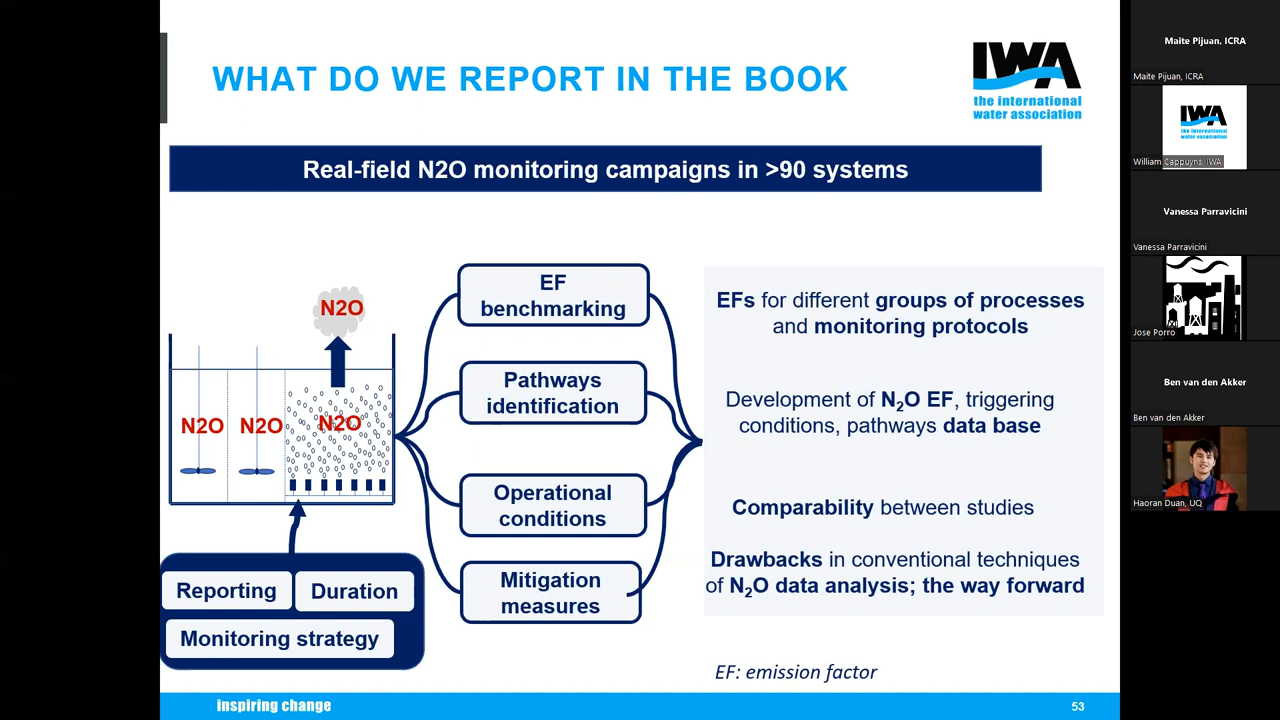 WHAT DO WE REPORT IN THE BOOK
IWA
the international
water association
Real-field N2O monitoring campaigns in >90 systems
N2O
N2O
N2O
N2O
Reporting
Duration
Monitoring strategy
EF
benchmarking
Pathways
identification
Operational
conditions
Mitigation
measures
EFs for different groups of processes
and monitoring protocols
Development of N₂O EF, triggering
conditions, pathways data base
Comparability between studies
Drawbacks in conventional techniques
of N₂O data analysis; the way forward
EF: emission factor
inspiring change
53
Maite Pijuan, ICRA
Maite Pijuan, ICRA
IWA
the international
water association
William Cappuyns, IWA
Vanessa Parravicini
Vanessa Parravicini
Jose Porro
Ben van den Akker
Ben van den Akker
Haoran Duan, UQ